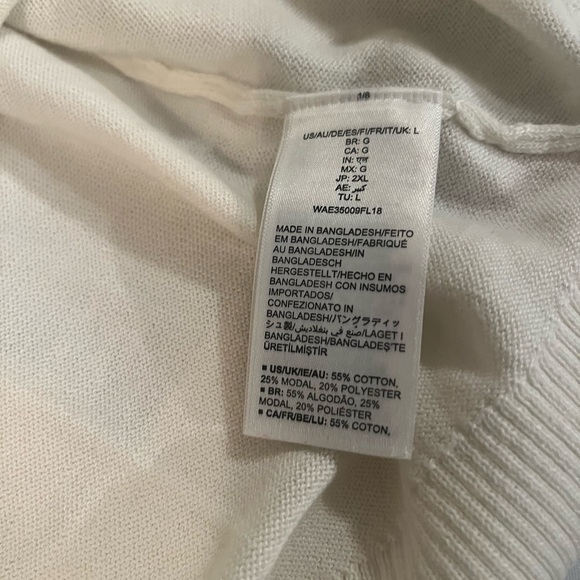 1/8
US/AU/DE/ES/FI/FR/IT/UK: L
BR: G
CA: G
IN: एल
MX: G
JP: 2XL
AE: كبير
TU: L
WAE35009FL18
MADE IN BANGLADESH/FEITO
EM BANGLADESH/FABRIQUÉ
AU BANGLADESH/IN
BANGLADESCH
HERGESTELLT/HECHO EN
BANGLADESH CON INSUMOS
IMPORTADOS/
CONFEZIONATO IN
BANGLADESH/バングラディッ
シュ製/صنع في بنغلاديش/LAGET I
BANGLADESH/BANGLADEŞ'TE
ÜRETİLMİŞTİR
▪ US/UK/IE/AU: 55% COTTON,
25% MODAL, 20% POLYESTER
▪ BR: 55% ALGODÃO, 25%
MODAL, 20% POLIÉSTER
▪ CA/FR/BE/LU: 55% COTON,